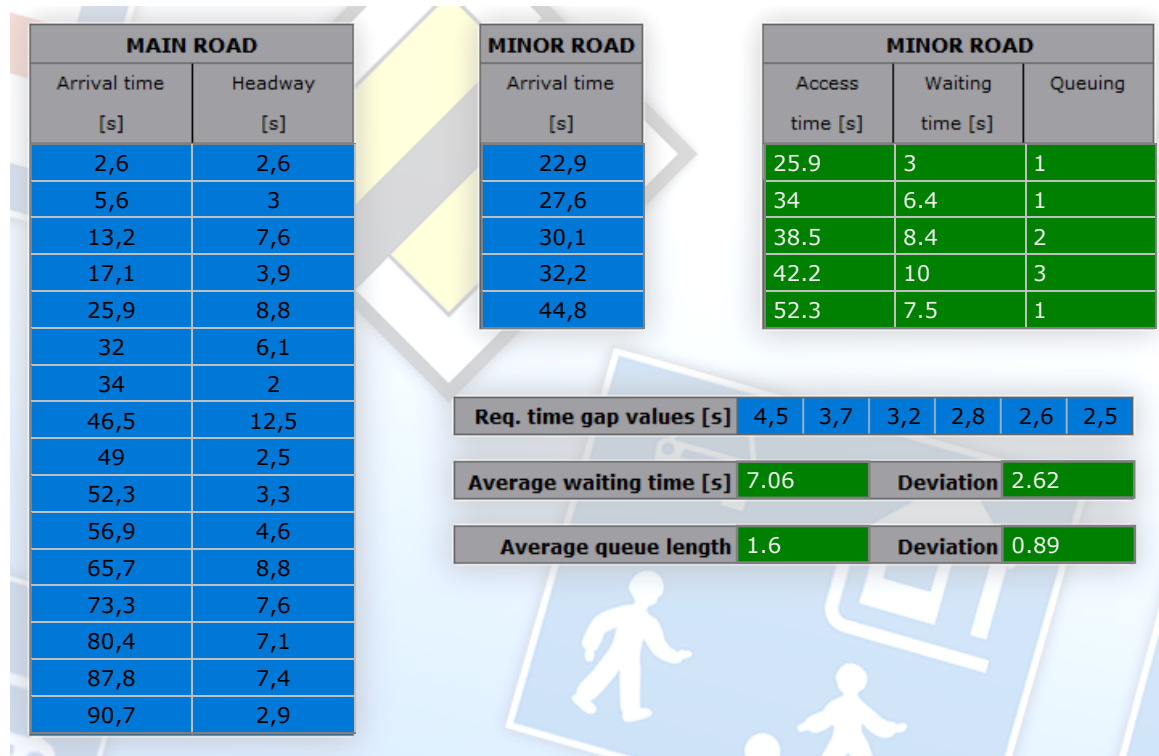 MAIN ROAD
Arrival time [s] Headway [s]
2,6 2,6
5,6 3
13,2 7,6
17,1 3,9
25,9 8,8
32 6,1
34 2
46,5 12,5
49 2,5
52,3 3,3
56,9 4,6
65,7 8,8
73,3 7,6
80,4 7,1
87,8 7,4
90,7 2,9
MINOR ROAD
Arrival time
[s]
22,9
27,6
30,1
32,2
44,8
MINOR ROAD
Access time [s] Waiting time [s] Queuing
25.9 3 1
34 6.4 1
38.5 8.4 2
42.2 10 3
52.3 7.5 1
Req. time gap values [s] 4,5 3,7 3,2 2,8 2,6 2,5
Average waiting time [s] 7.06 Deviation 2.62
Average queue length 1.6 Deviation 0.89